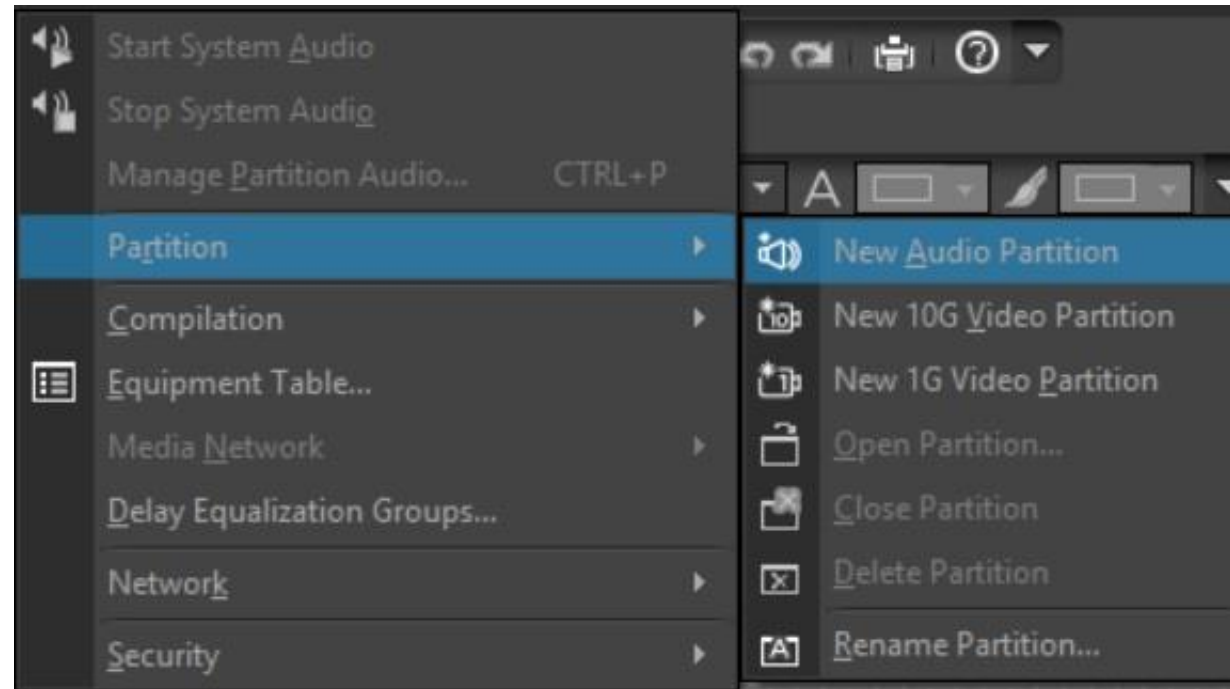 Start System Audio
Stop System Audio
Manage Partition Audio... CTRL+P
Partition
Compilation
Equipment Table...
Media Network
Delay Equalization Groups...
Network
Security
A
New Audio Partition
10 New 10G Video Partition
1 New 1G Video Partition
Open Partition...
Close Partition
Delete Partition
A Rename Partition...